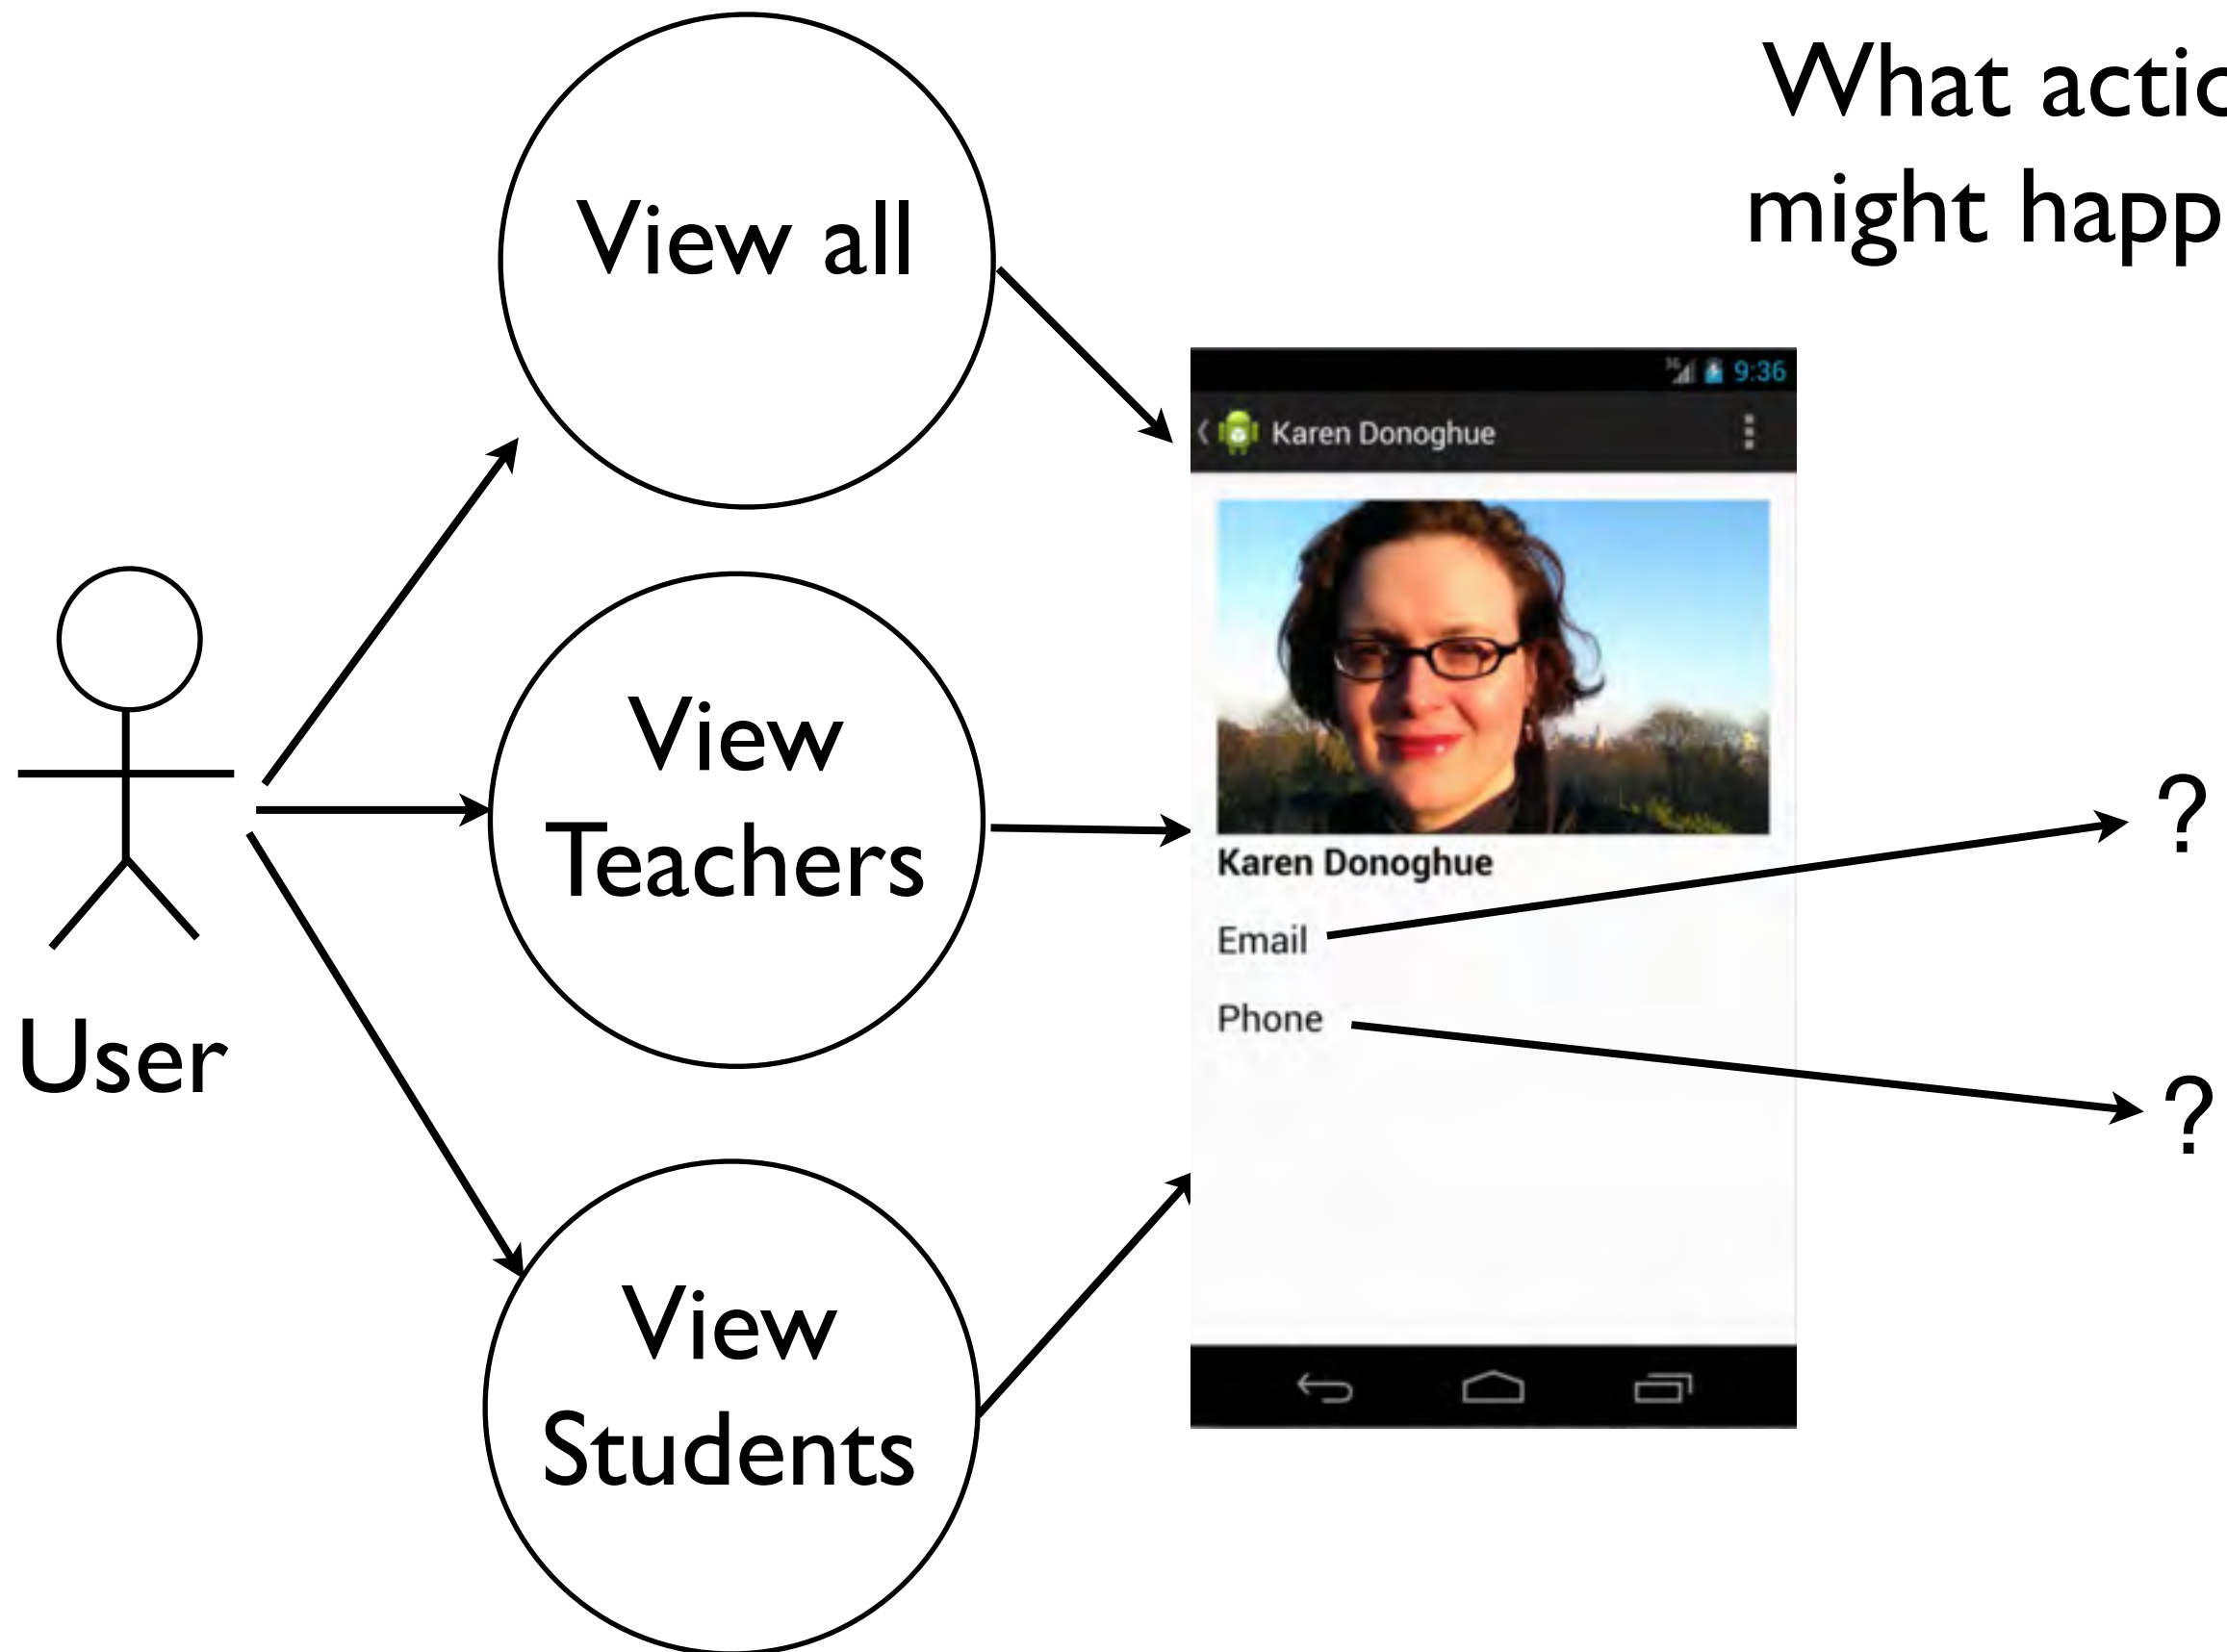 What actio
might happ
View all
View
Teachers
View
Students
User
3G 9:36
Karen Donoghue
Karen Donoghue
Email
Phone
?
?